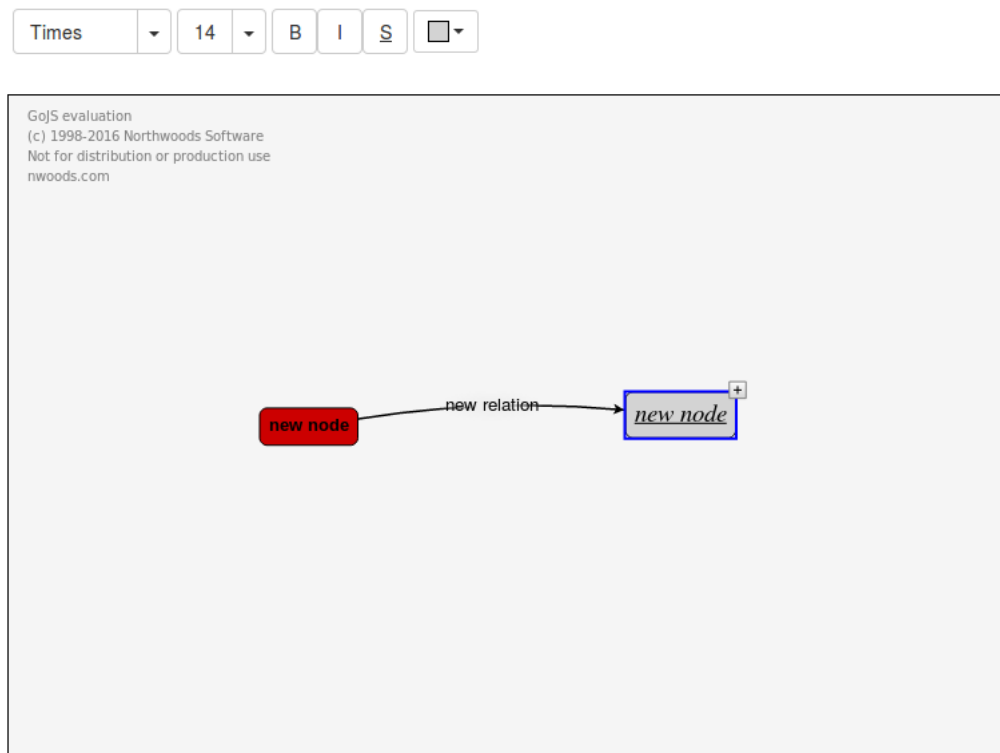 Times 14 B I S
GoJS evaluation
(c) 1998-2016 Northwoods Software
Not for distribution or production use
nwoods.com
new relation
new node
new node